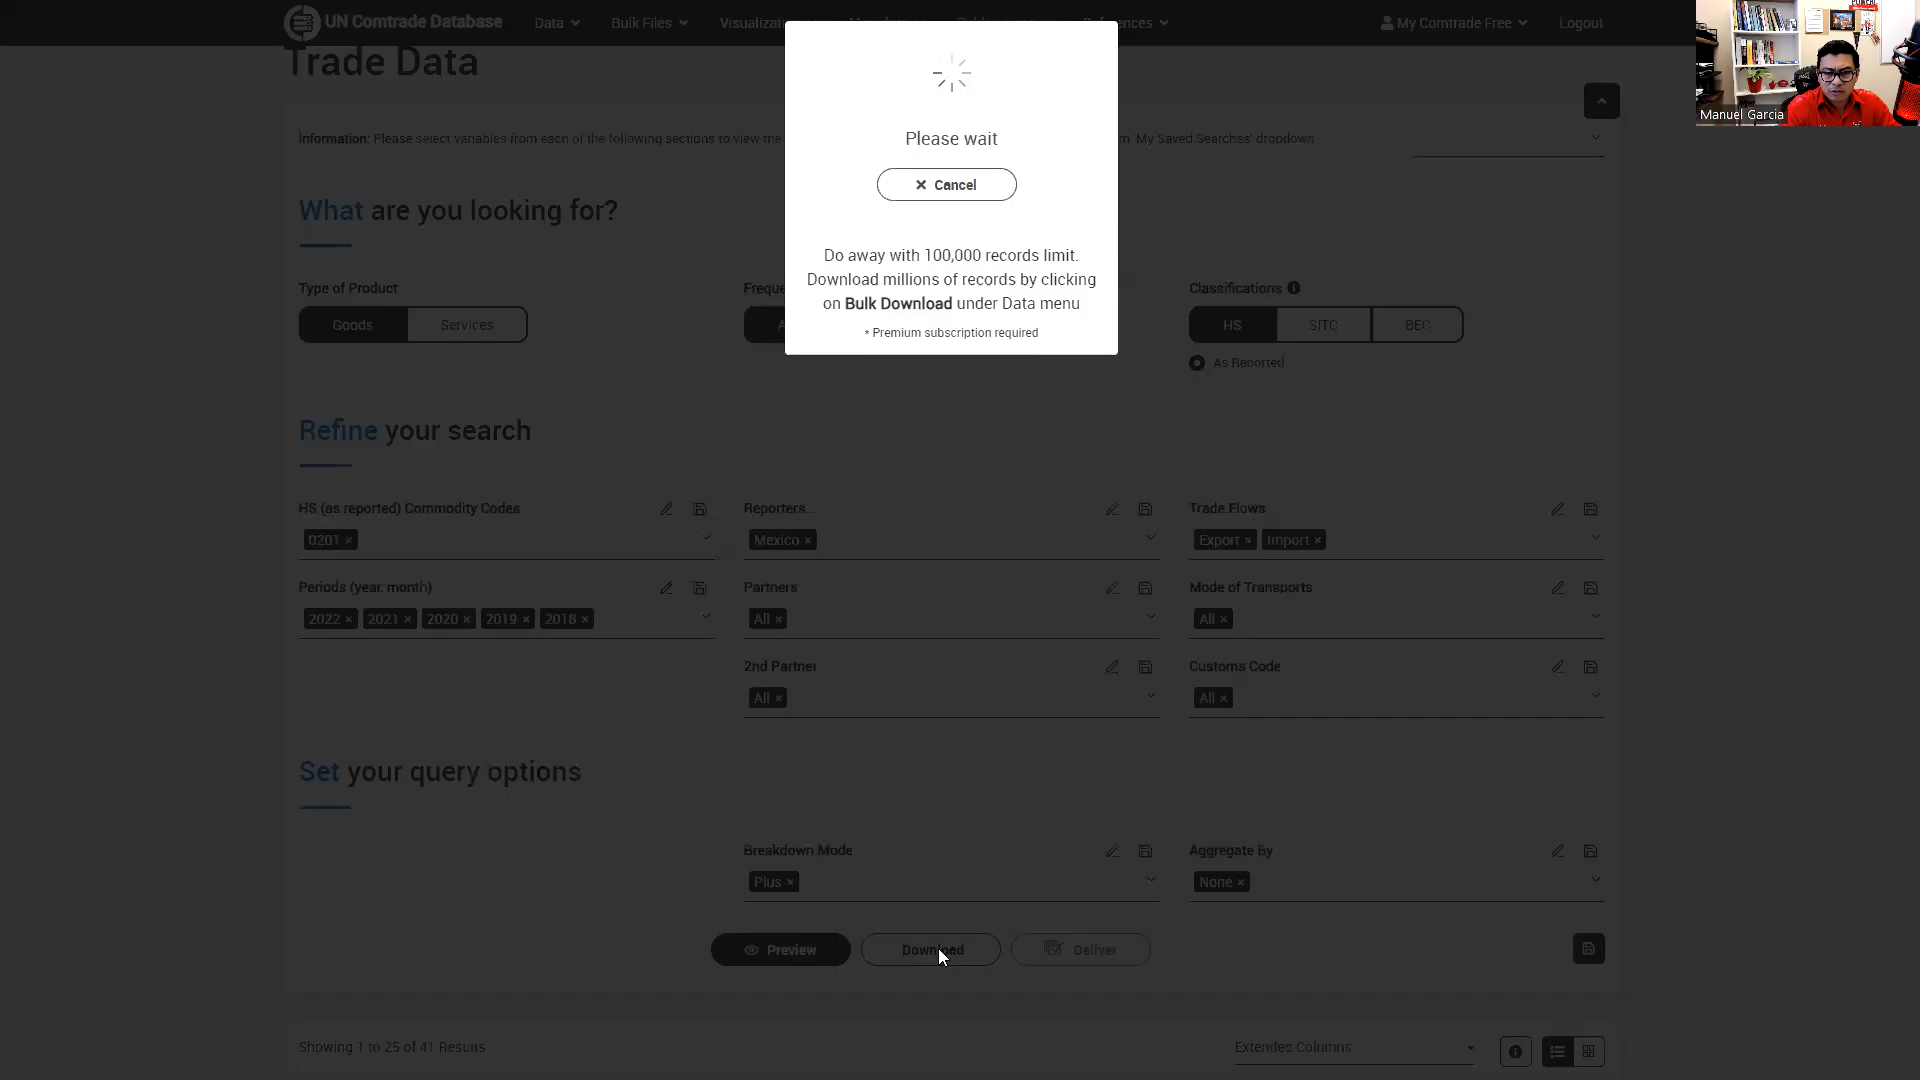 UN Comtrade Database
Data
Bulk Files
My Comtrade Free
Logout
Manuel Garcia
Trade Data
Please wait
Cancel
Do away with 100,000 records limit.
Download millions of records by clicking
on Bulk Download under Data menu
* Premium subscription required
Information: Please select variables from each of the following sections to view the
'My Saved Searches' dropdown
What are you looking for?
Type of Product
Goods
Services
Classifications
HS
SITC
BEC
As Reported
Refine your search
HS (as reported) Commodity Codes
0201 ×
Reporters
Mexico ×
Trade Flows
Export × Import ×
Periods (year month)
2022 × 2021 × 2020 × 2019 × 2018 ×
Partners
All ×
Mode of Transports
All ×
2nd Partner
All ×
Customs Code
All ×
Set your query options
Breakdown Mode
Plus ×
Aggregate By
None ×
Preview
Download
Deliver
Showing 1 to 25 of 41 Results
Extended Columns